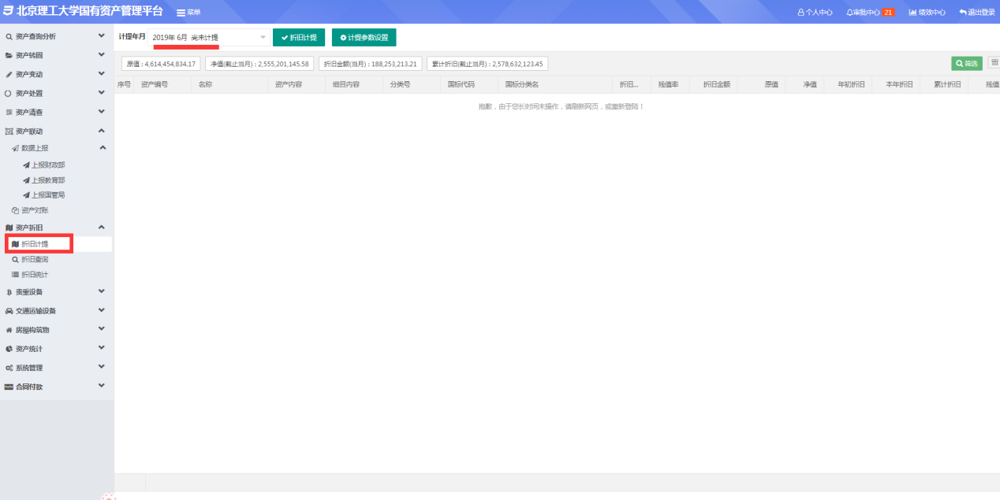 北京理工大学国有资产管理平台 菜单 个人中心 审批中心 21 绩效中心 退出登录
资产查询分析
资产转固
资产变动
资产处置
资产清查
资产联动
数据上报
上报财政部
上报教育部
上报国管局
资产对账
资产折旧
折旧计提
折旧查询
折旧统计
贵重设备
交通运输设备
房屋构筑物
资产统计
系统管理
合同付款
计提年月 2019年 6月 尚未计提 折旧计提 计提参数设置
原值 : 4,614,454,834.17 净值(截止当月) : 2,555,201,145.58 折旧金额(当月) : 188,253,213.21 累计折旧(截止当月) : 2,578,632,123.45 筛选
序号 资产编号 名称 资产内容 细目内容 分类号 国标代码 国标分类名 折旧... 残值率 折旧金额 原值 净值 年初折旧 本年折旧 累计折旧 残值
抱歉，由于您长时间未操作，请刷新网页，或重新登陆！